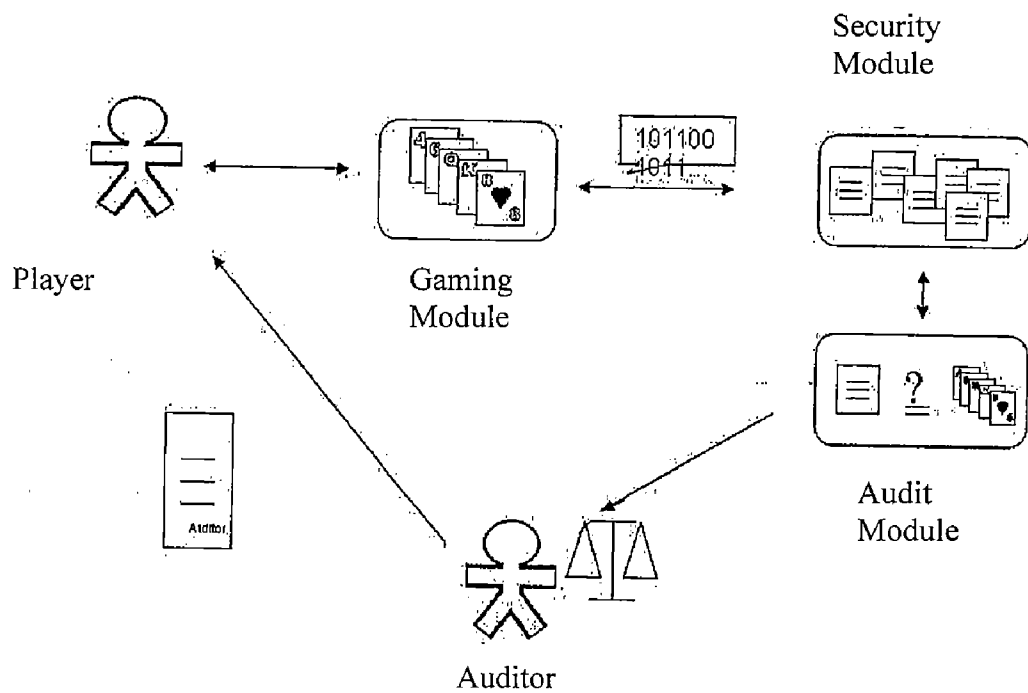 Security
Module
101100
1011
Player
Gaming
Module
?
Audit
Module
Auditor
Auditor